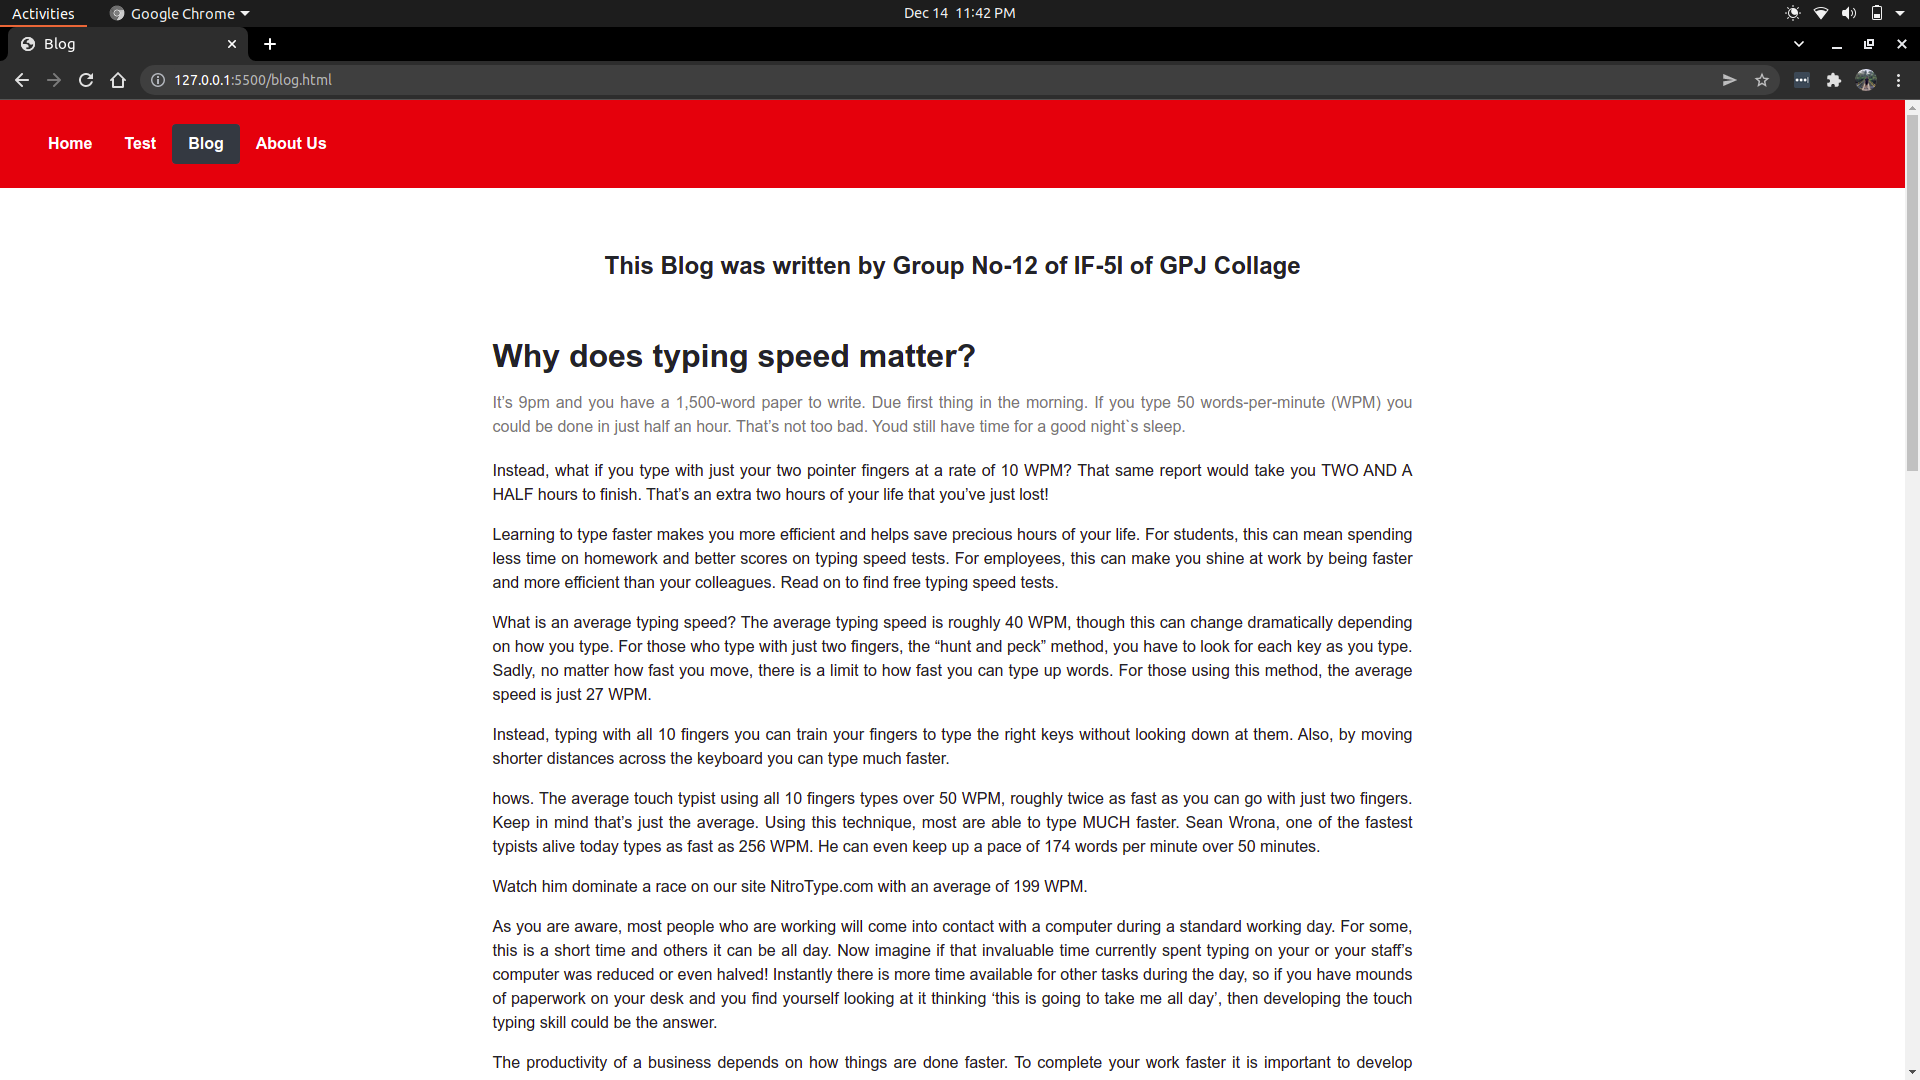 Activities Google Chrome Dec 14 11:42 PM
Blog
127.0.0.1:5500/blog.html
Home Test Blog About Us
This Blog was written by Group No-12 of IF-5I of GPJ Collage
Why does typing speed matter?
It’s 9pm and you have a 1,500-word paper to write. Due first thing in the morning. If you type 50 words-per-minute (WPM) you
could be done in just half an hour. That’s not too bad. Youd still have time for a good night`s sleep.
Instead, what if you type with just your two pointer fingers at a rate of 10 WPM? That same report would take you TWO AND A
HALF hours to finish. That’s an extra two hours of your life that you’ve just lost!
Learning to type faster makes you more efficient and helps save precious hours of your life. For students, this can mean spending
less time on homework and better scores on typing speed tests. For employees, this can make you shine at work by being faster
and more efficient than your colleagues. Read on to find free typing speed tests.
What is an average typing speed? The average typing speed is roughly 40 WPM, though this can change dramatically depending
on how you type. For those who type with just two fingers, the “hunt and peck” method, you have to look for each key as you type.
Sadly, no matter how fast you move, there is a limit to how fast you can type up words. For those using this method, the average
speed is just 27 WPM.
Instead, typing with all 10 fingers you can train your fingers to type the right keys without looking down at them. Also, by moving
shorter distances across the keyboard you can type much faster.
hows. The average touch typist using all 10 fingers types over 50 WPM, roughly twice as fast as you can go with just two fingers.
Keep in mind that’s just the average. Using this technique, most are able to type MUCH faster. Sean Wrona, one of the fastest
typists alive today types as fast as 256 WPM. He can even keep up a pace of 174 words per minute over 50 minutes.
Watch him dominate a race on our site NitroType.com with an average of 199 WPM.
As you are aware, most people who are working will come into contact with a computer during a standard working day. For some,
this is a short time and others it can be all day. Now imagine if that invaluable time currently spent typing on your or your staff’s
computer was reduced or even halved! Instantly there is more time available for other tasks during the day, so if you have mounds
of paperwork on your desk and you find yourself looking at it thinking ‘this is going to take me all day’, then developing the touch
typing skill could be the answer.
The productivity of a business depends on how things are done faster. To complete your work faster it is important to develop